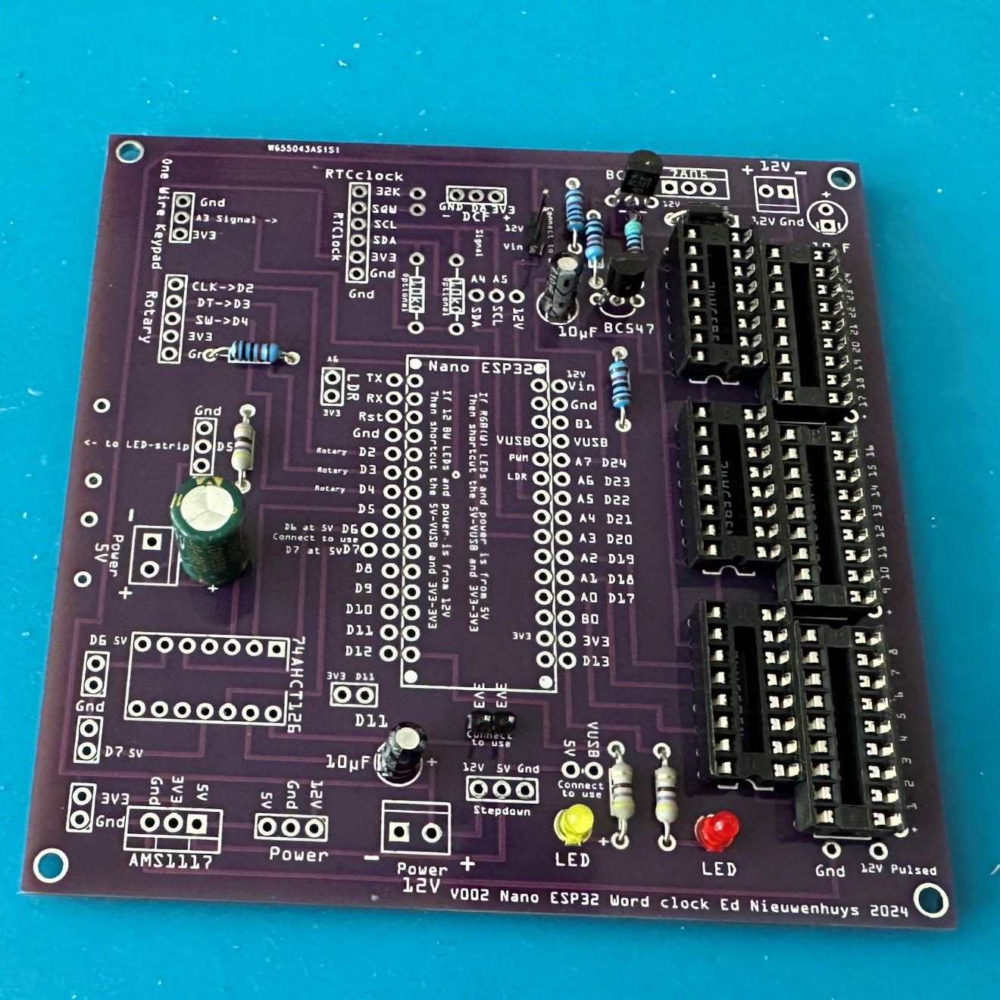 W655043AS1S1
One Wire Keypad
Gnd
A3 Signal ->
3V3
RTCclock
RTClock
32K
SQW
SCL
SDA
3V3
Gnd
Gnd
GND D8 3V3
- DCF +
Signal
12V
Vin
BC
7805
12V
+ 12V -
12V Gnd
Rotary
CLK->D2
DT->D3
SW->D4
3V3
optional
10kΩ
optional
10kΩ
A4 A5
SDA
SCL
12V
10µF
BC547
A6
LDR
3V3
Nano ESP32
If 12 BW LEDs and power is from 12V
Then shortcut the 5V-VUSB and 3V3-3V3
If RGB(W) LEDs and power is from 5V
Then shortcut the 5V-VUSB and 3V3-3V3
TX
RX
Rst
Gnd
Rotary D2
Rotary D3
Rotary D4
D5
D6 at 5V D6
Connect to use
D7 at 5V D7
D8
D9
D10
D11
D12
12V
Vin
Gnd
B1
VUSB VUSB
PWM A7 D24
LDR A6 D23
A5 D22
A4 D21
A3 D20
A2 D19
A1 D18
A0 D17
B0
3V3 3V3
D13
Gnd
<- to LED-strip D5
-
Power
5V
+
+
D6 5V
Gnd
D7 5V
74AHCT126
3V3 D11
D11
3V3
3V3
Connect
to use
10µF +
12V 5V Gnd
Stepdown
5V
VUSB
Connect
to use
3V3
Gnd
Gnd
3V3
5V
AMS1117
5V
Gnd
12V
Power
- Power +
12V
+
LED
LED
24
23
22
21
20
19
18
17
16
15
14
13
12
11
10
9
8
7
6
5
4
3
2
1
Gnd
12V Pulsed
V002 Nano ESP32 Word clock Ed Nieuwenhuys 2024